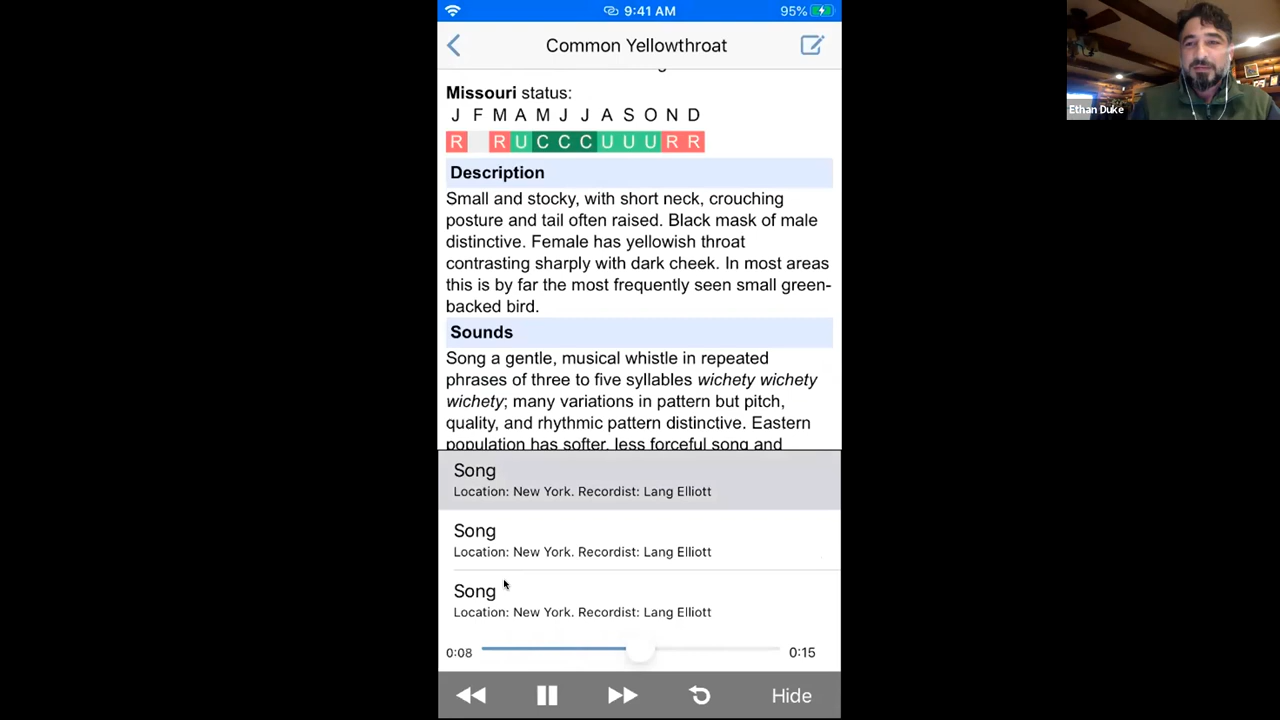 9:41 AM
95%
Common Yellowthroat
Ethan Duke
Missouri status:
J F M A M J J A S O N D
R R U C C C U U U R R
Description
Small and stocky, with short neck, crouching
posture and tail often raised. Black mask of male
distinctive. Female has yellowish throat
contrasting sharply with dark cheek. In most areas
this is by far the most frequently seen small green-
backed bird.
Sounds
Song a gentle, musical whistle in repeated
phrases of three to five syllables wichety wichety
wichety; many variations in pattern but pitch,
quality, and rhythmic pattern distinctive. Eastern
population has softer, less forceful song and
Song
Location: New York. Recordist: Lang Elliott
Song
Location: New York. Recordist: Lang Elliott
Song
Location: New York. Recordist: Lang Elliott
0:08
0:15
Hide